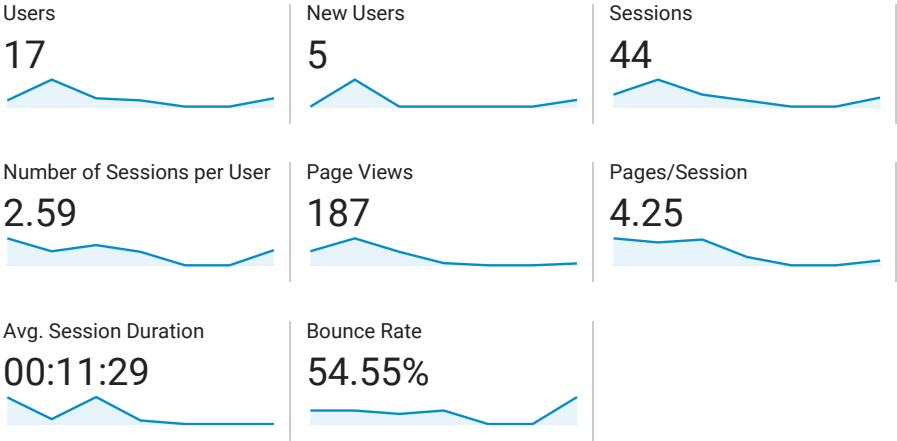 Users
17
New Users
5
Sessions
44
Number of Sessions per User
2.59
Page Views
187
Pages/Session
4.25
Avg. Session Duration
00:11:29
Bounce Rate
54.55%